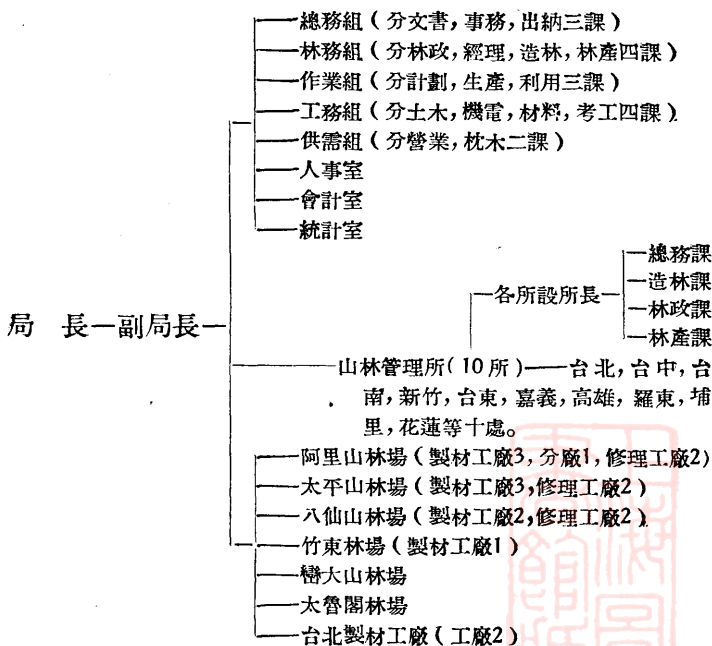 總務組(分文書,事務,出納三課)
林務組(分林政,經理,造林,林產四課)
作業組(分計劃,生產,利用三課)
工務組(分土木,機電,材料,考工四課)
供需組(分營業,枕木二課)
人事室
會計室
統計室
總務課
造林課
各所設所長
林政課
林產課
局 長—副局長
山林管理所(10所)——台北,台中,台
南,新竹,台東,嘉義,高雄,羅東,埔
里,花蓮等十處。
阿里山林場(製材工廠3,分廠1,修理工廠2)
太平山林場(製材工廠3,修理工廠2)
八仙山林場(製材工廠2,修理工廠2)
竹東林場(製材工廠1)
巒大山林場
太魯閣林場
台北製材工廠(工廠2)